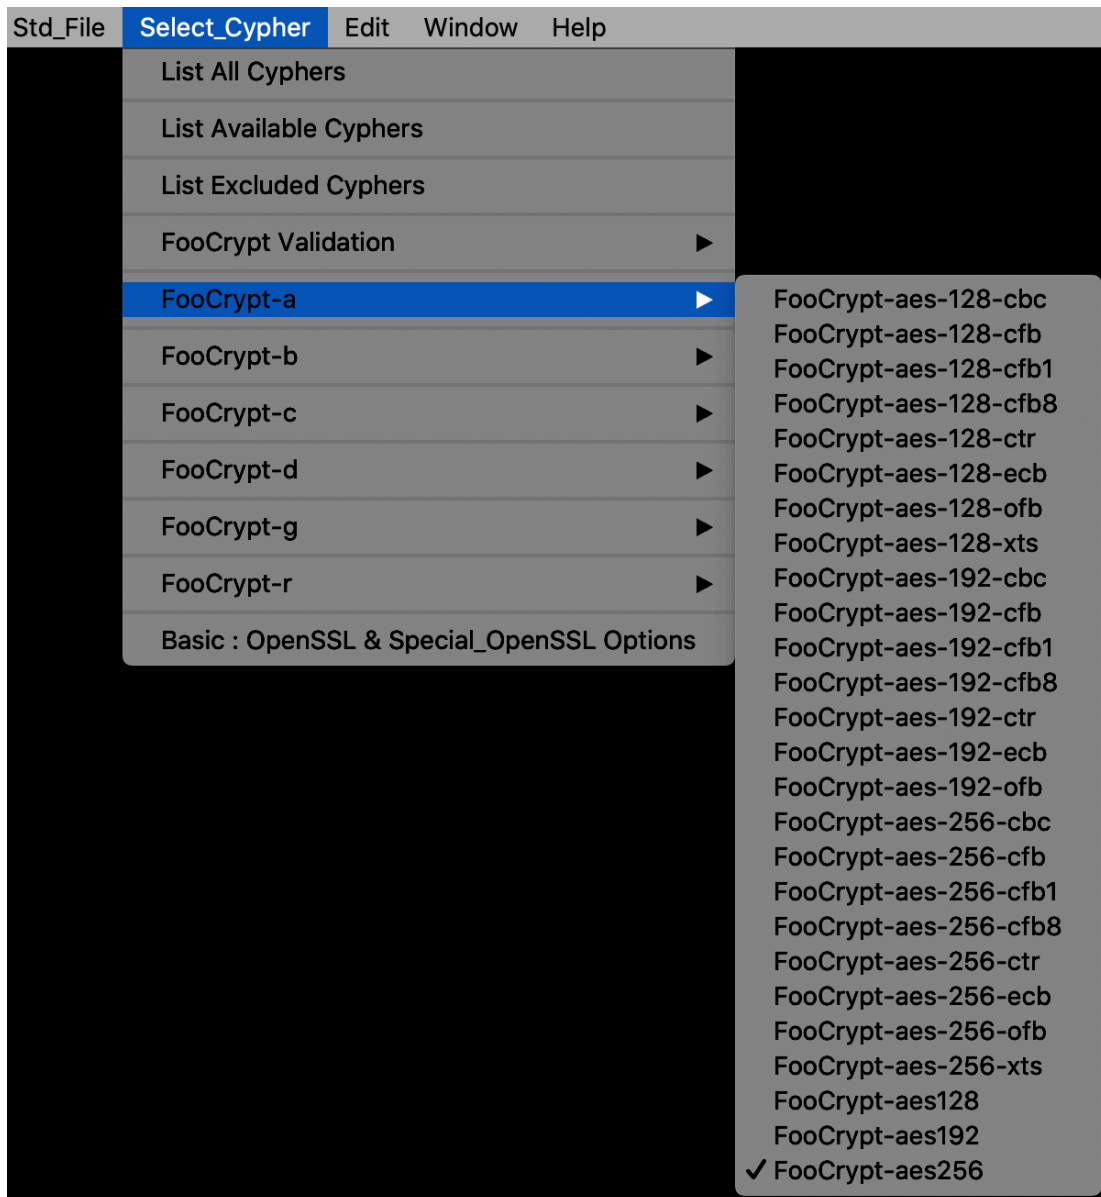 Std_File Select_Cypher Edit Window Help
List All Cyphers
List Available Cyphers
List Excluded Cyphers
FooCrypt Validation
FooCrypt-a
FooCrypt-b
FooCrypt-c
FooCrypt-d
FooCrypt-g
FooCrypt-r
Basic : OpenSSL & Special_OpenSSL Options
FooCrypt-aes-128-cbc
FooCrypt-aes-128-cfb
FooCrypt-aes-128-cfb1
FooCrypt-aes-128-cfb8
FooCrypt-aes-128-ctr
FooCrypt-aes-128-ecb
FooCrypt-aes-128-ofb
FooCrypt-aes-128-xts
FooCrypt-aes-192-cbc
FooCrypt-aes-192-cfb
FooCrypt-aes-192-cfb1
FooCrypt-aes-192-cfb8
FooCrypt-aes-192-ctr
FooCrypt-aes-192-ecb
FooCrypt-aes-192-ofb
FooCrypt-aes-256-cbc
FooCrypt-aes-256-cfb
FooCrypt-aes-256-cfb1
FooCrypt-aes-256-cfb8
FooCrypt-aes-256-ctr
FooCrypt-aes-256-ecb
FooCrypt-aes-256-ofb
FooCrypt-aes-256-xts
FooCrypt-aes128
FooCrypt-aes192
✓ FooCrypt-aes256